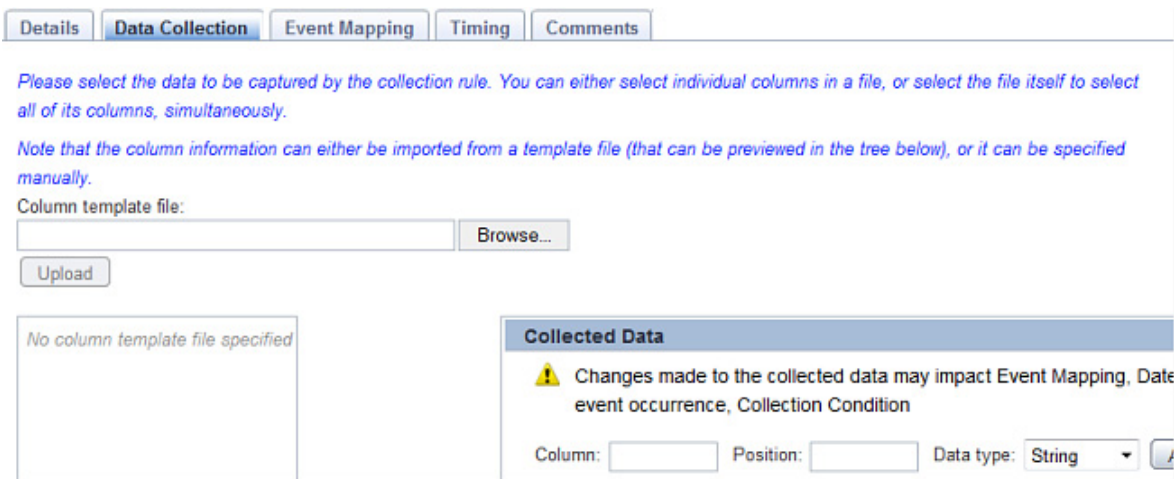 Details Data Collection Event Mapping Timing Comments
Please select the data to be captured by the collection rule. You can either select individual columns in a file, or select the file itself to select
all of its columns, simultaneously.
Note that the column information can either be imported from a template file (that can be previewed in the tree below), or it can be specified
manually.
Column template file:
Browse...
Upload
No column template file specified
Collected Data
Changes made to the collected data may impact Event Mapping, Date
event occurrence, Collection Condition
Column: Position: Data type: String